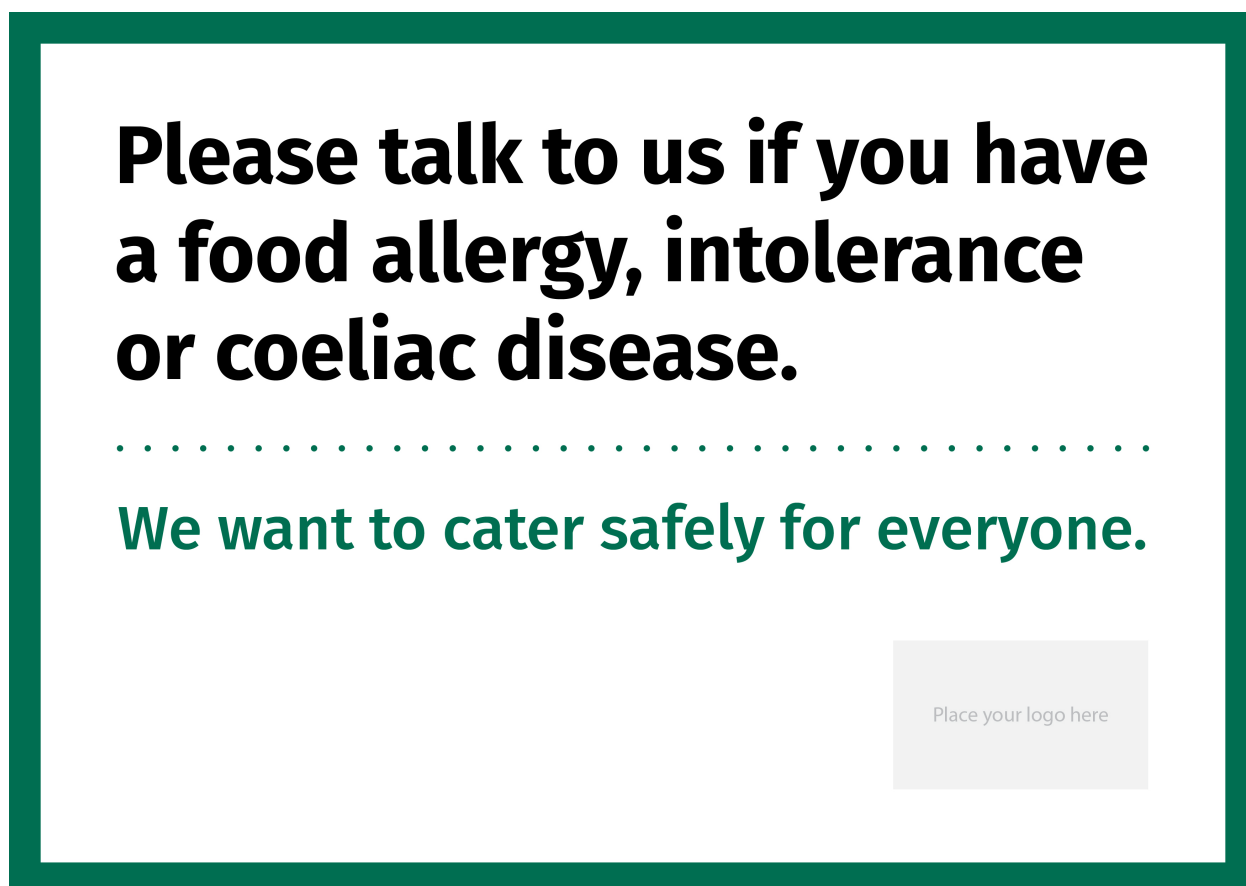 Please talk to us if you have
a food allergy, intolerance
or coeliac disease.
We want to cater safely for everyone.
Place your logo here